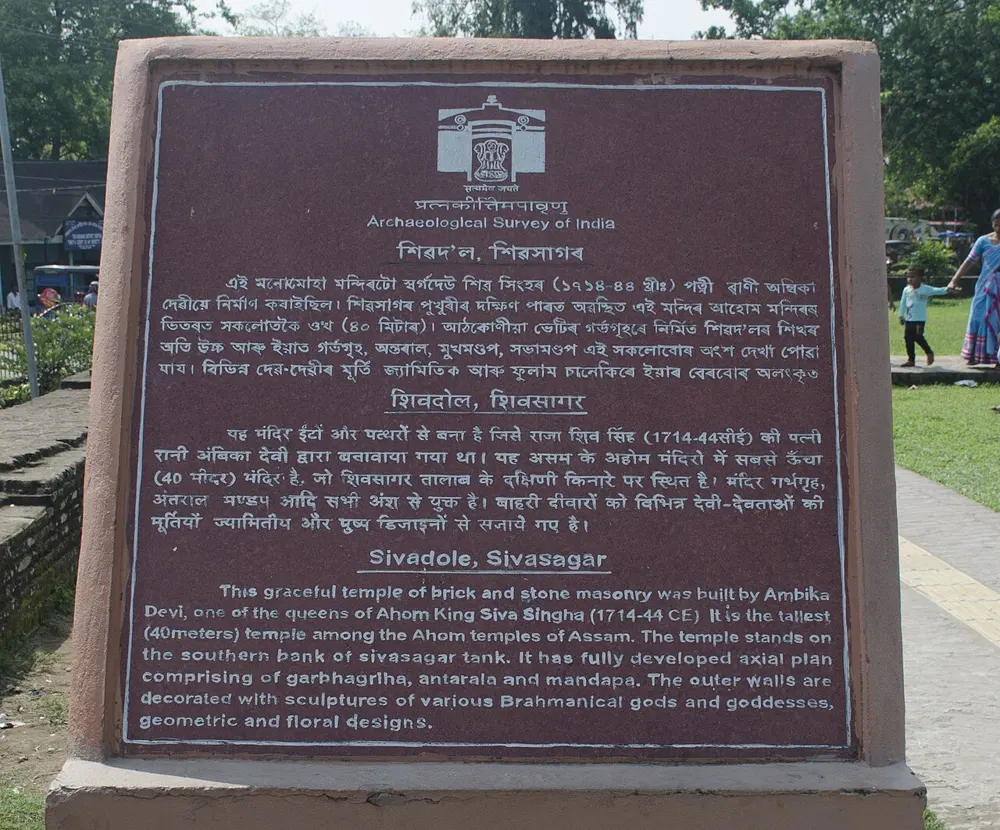 सत्यमेव जयते
प्रत्नकीर्तिमपावृणु
Archaeological Survey of India
শিৱদ'ল, শিৱসাগৰ
এই মনোমোহা মন্দিৰটো স্বৰ্গদেউ শিৱ সিংহৰ (১৭১৪-৪৪ খ্ৰীঃ) পত্নী ৰাণী অম্বিকা
দেৱীয়ে নিৰ্মাণ কৰাইছিল। শিৱসাগৰ পুখুৰীৰ দক্ষিণ পাৰত অৱস্থিত এই মন্দিৰ আহোম মন্দিৰৰ
ভিতৰত সকলোতকৈ ওখ (৪০ মিটাৰ)। আঠকোণীয়া ভেটিৰ গৰ্ভগৃহৰে নিৰ্মিত শিৱদ'লৰ শিখৰ
অতি উচ্চ আৰু ইয়াত গৰ্ভগৃহ, অন্তৰাল, মুখমণ্ডপ, সভামণ্ডপ এই সকলোবোৰ অংশ দেখা পোৱা
যায। বিভিন্ন দেৱ-দেৱীৰ মূৰ্তি জ্যামিতিক আৰু ফুলাম চানেকিৰে ইয়াৰ বেৰবোৰ অলংকৃত
शिवदोल, शिवसागर
यह मंदिर ईंटों और पत्थरों से बना है जिसे राजा शिव सिंह (1714-44सीई) की पत्नी
रानी अंबिका देवी द्वारा बनावाया गया था। यह असम के अहोम मंदिरों में सबसे ऊँचा
(40 मीटर) मंदिर है, जो शिवसागर तालाब के दक्षिणी किनारे पर स्थित है। मंदिर गर्भगृह,
अंतराल मण्डप आदि सभी अंश से युक्त है। बाहरी दीवारों को विभिन्न देवी-देवताओं की
मूर्तियों ज्यामितीय और पुष्प डिजाइनों से सजाये गए है।
Sivadole, Sivasagar
This graceful temple of brick and stone masonry was built by Ambika
Devi, one of the queens of Ahom King Siva Singha (1714-44 CE) It is the tallest
(40meters) temple among the Ahom temples of Assam. The temple stands on
the southern bank of sivasagar tank. It has fully developed axial plan
comprising of garbhagriha, antarala and mandapa. The outer walls are
decorated with sculptures of various Brahmanical gods and goddesses,
geometric and floral designs.